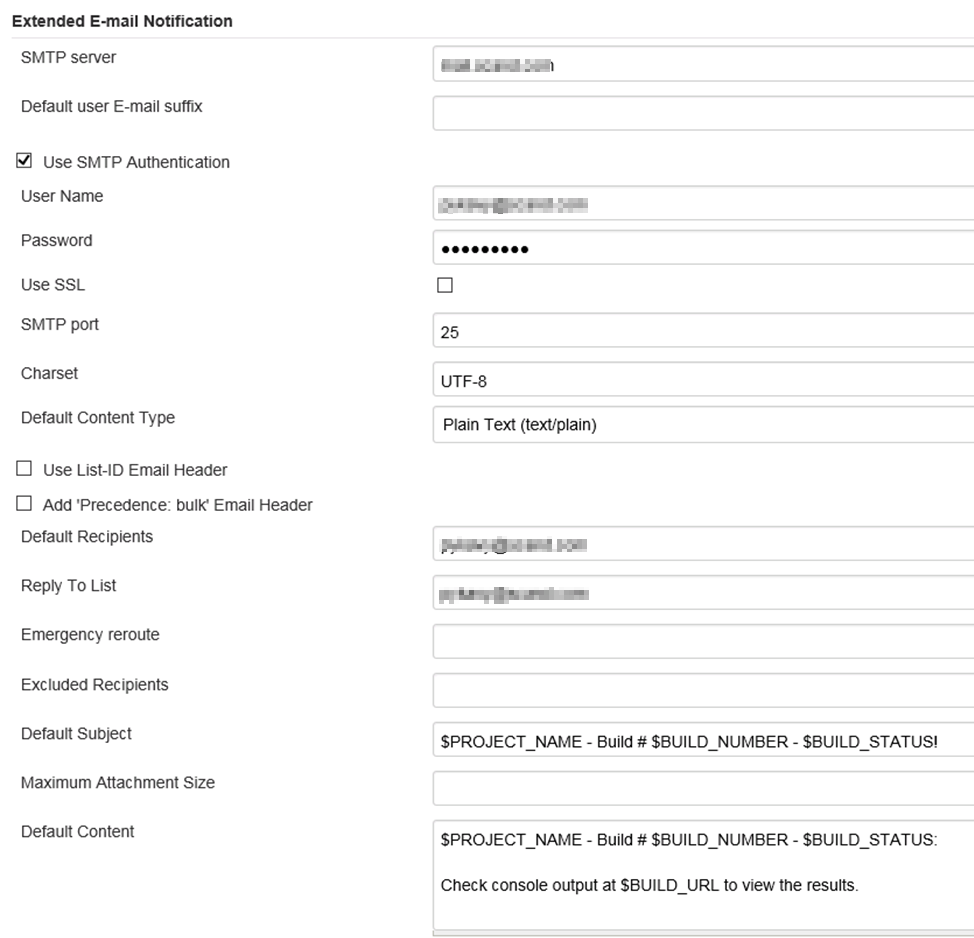 Extended E-mail Notification
SMTP server
Default user E-mail suffix
Use SMTP Authentication
User Name
Password •••••••••
Use SSL
SMTP port 25
Charset UTF-8
Default Content Type Plain Text (text/plain)
Use List-ID Email Header
Add 'Precedence: bulk' Email Header
Default Recipients
Reply To List
Emergency reroute
Excluded Recipients
Default Subject $PROJECT_NAME - Build # $BUILD_NUMBER - $BUILD_STATUS!
Maximum Attachment Size
Default Content $PROJECT_NAME - Build # $BUILD_NUMBER - $BUILD_STATUS:
Check console output at $BUILD_URL to view the results.